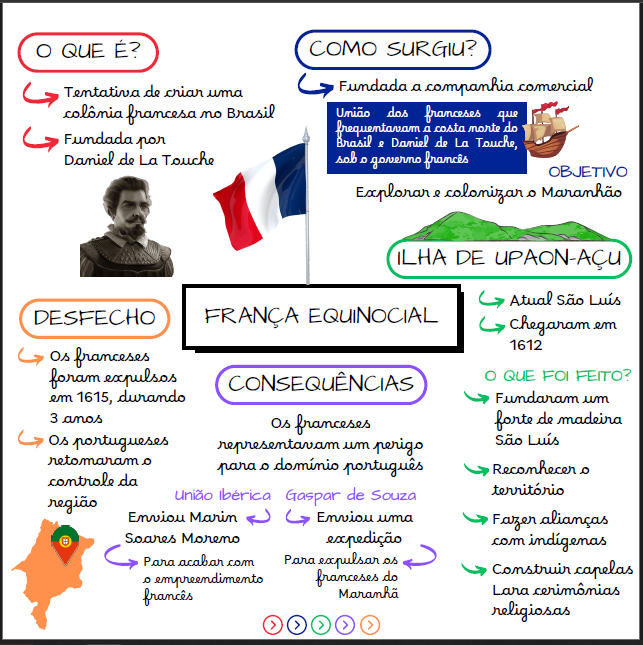 O QUE É?
Tentativa de criar uma
colônia francesa no Brasil
Fundada por
Daniel de La Touche
COMO SURGIU?
Fundada a companhia comercial
União dos franceses que
frequentavam a costa norte do
Brasil e Daniel de La Touche,
sob o governo francês
OBJETIVO
Explorar e colonizar o Maranhão
ILHA DE UPAON-AÇU
Atual São Luís
Chegaram em
1612
O QUE FOI FEITO?
Fundaram um
forte de madeira
São Luís
Reconhecer o
território
Fazer alianças
com indígenas
Construir capelas
Lara cerimônias
religiosas
FRANÇA EQUINOCIAL
CONSEQUÊNCIAS
Os franceses
representavam um perigo
para o domínio português
União Ibérica
Enviou Marin
Soares Moreno
Para acabar com
o empreendimento
francês
Gaspar de Souza
Enviou uma
expedição
Para expulsar os
franceses do
Maranhã
DESFECHO
Os franceses
foram expulsos
em 1615, durando
3 anos
Os portugueses
retomaram o
controle da
região